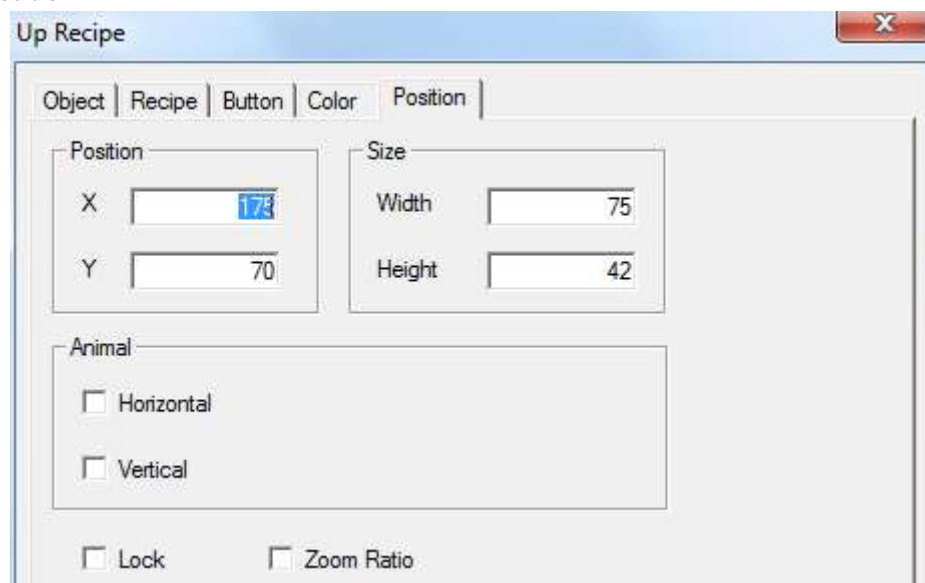 Up Recipe
Object Recipe Button Color Position
Position Size
X 175 Width 75
Y 70 Height 42
Animal
Horizontal
Vertical
Lock Zoom Ratio